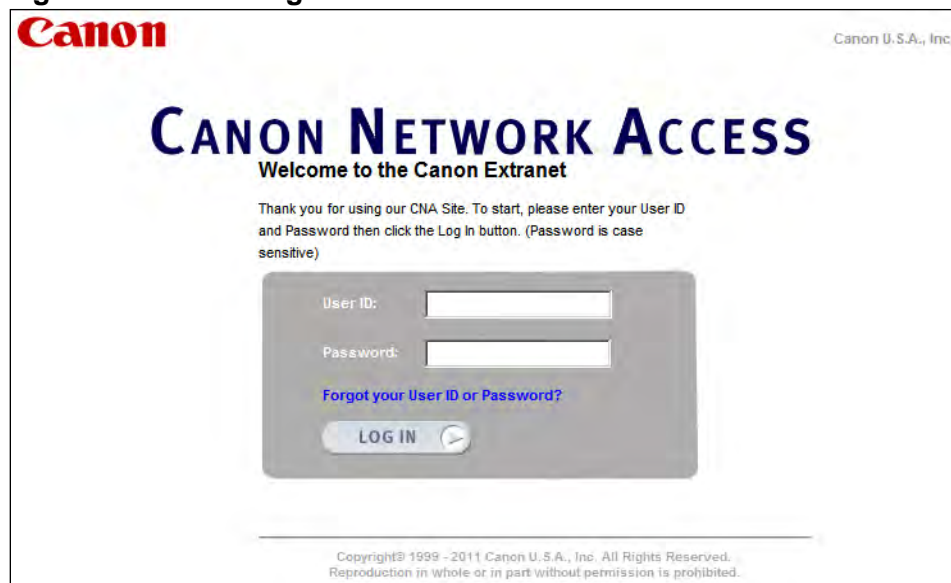 Canon
Canon U.S.A., Inc
CANON NETWORK ACCESS
Welcome to the Canon Extranet
Thank you for using our CNA Site. To start, please enter your User ID
and Password then click the Log In button. (Password is case
sensitive)
User ID:
Password:
Forgot your User ID or Password?
LOG IN
Copyright© 1999 - 2011 Canon U.S.A., Inc. All Rights Reserved.
Reproduction in whole or in part without permission is prohibited.